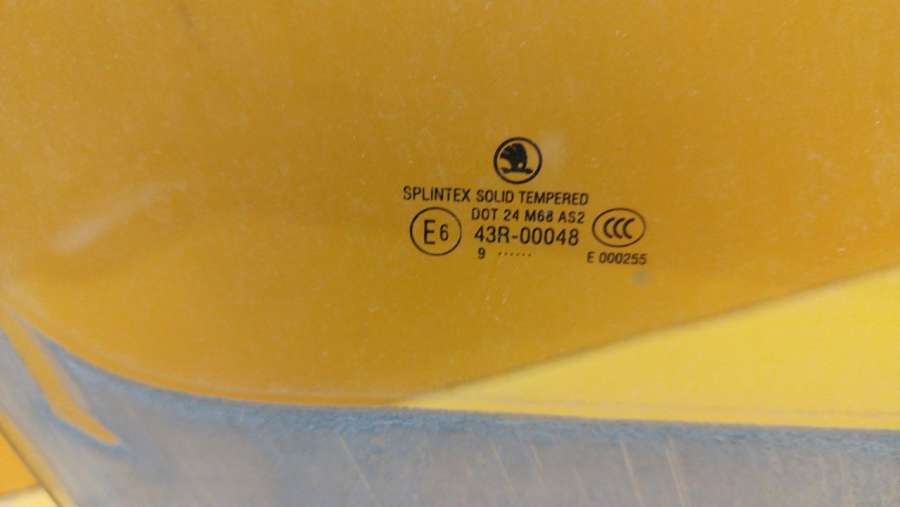 SPLINTEX SOLID TEMPERED
DOT 24 M68 AS2
E6 43R-00048 CCC
9 ...... E 000255